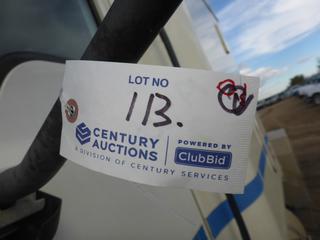 LOT NO
113.
CENTURY
AUCTIONS
A DIVISION OF CENTURY SERVICES
POWERED BY
ClubBid